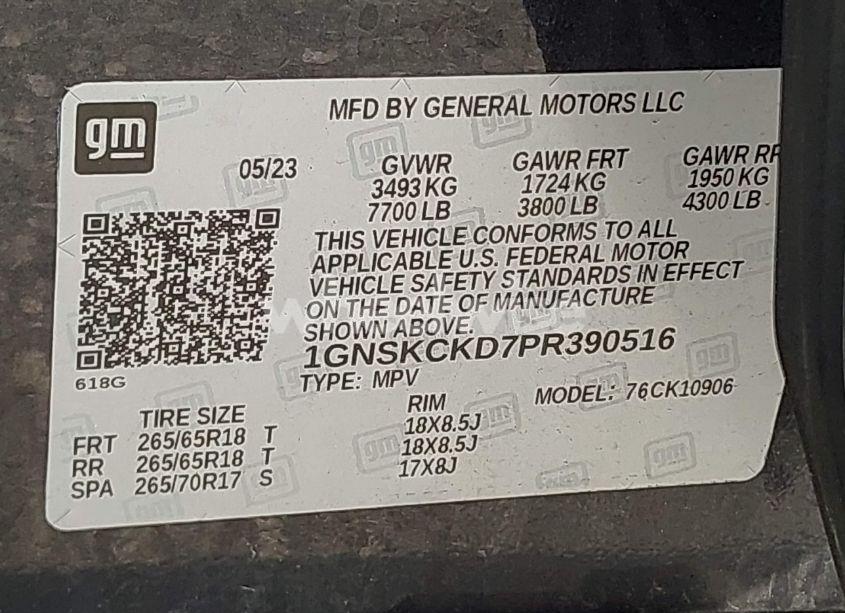 gm
MFD BY GENERAL MOTORS LLC
05/23 GVWR GAWR FRT GAWR RR
3493 KG 1724 KG 1950 KG
7700 LB 3800 LB 4300 LB
THIS VEHICLE CONFORMS TO ALL
APPLICABLE U.S. FEDERAL MOTOR
VEHICLE SAFETY STANDARDS IN EFFECT
ON THE DATE OF MANUFACTURE
SHOWN ABOVE.
1GNSKCKD7PR390516
618G
TYPE: MPV MODEL: 76CK10906
TIRE SIZE RIM
FRT 265/65R18 T 18X8.5J
RR 265/65R18 T 18X8.5J
SPA 265/70R17 S 17X8J